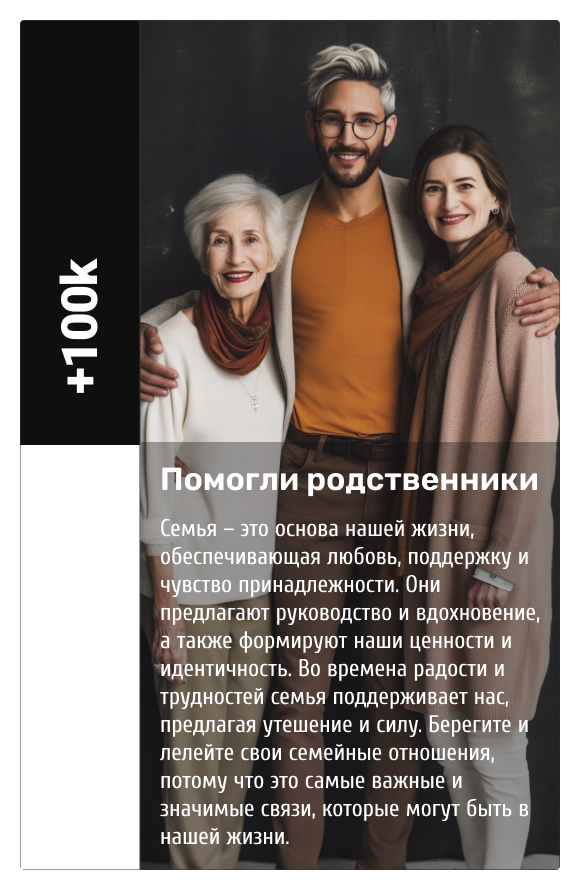 +100k
Помогли родственники
Семья – это основа нашей жизни,
обеспечивающая любовь, поддержку и
чувство принадлежности. Они
предлагают руководство и вдохновение,
а также формируют наши ценности и
идентичность. Во времена радости и
трудностей семья поддерживает нас,
предлагая утешение и силу. Берегите и
лелейте свои семейные отношения,
потому что это самые важные и
значимые связи, которые могут быть в
нашей жизни.